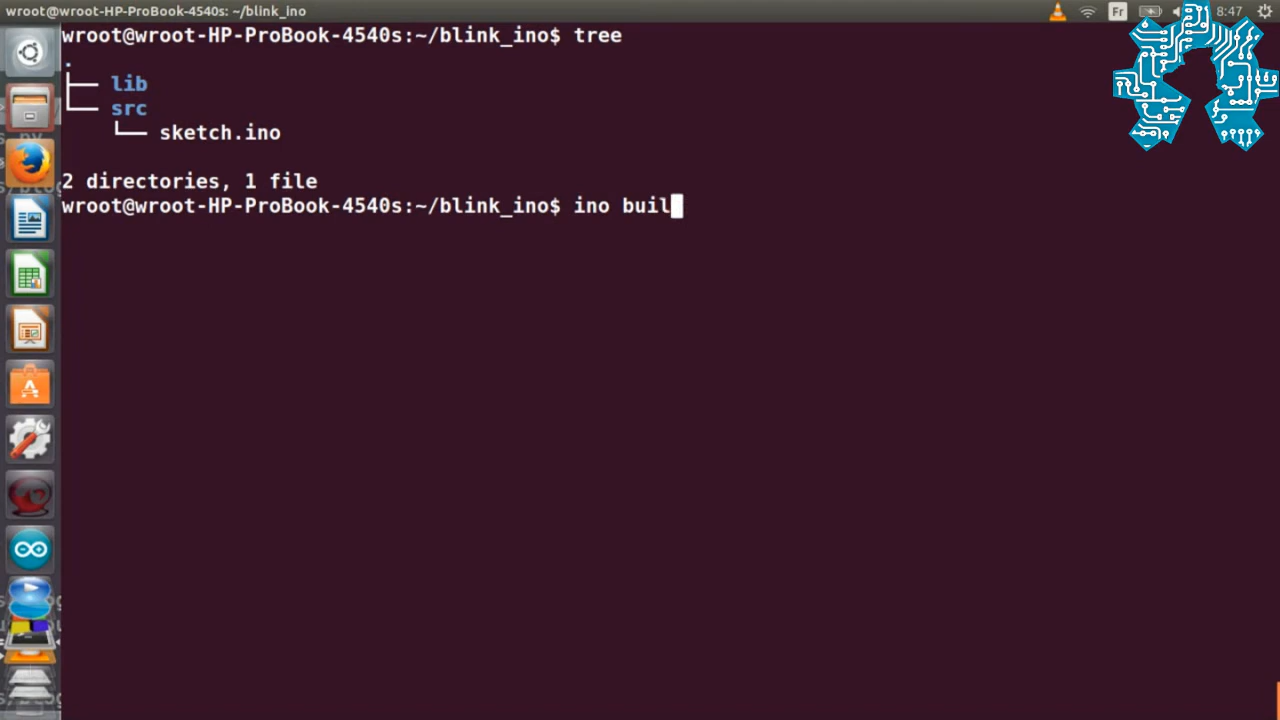 wroot@wroot-HP-ProBook-4540s: ~/blink_ino
Fr
8:47
wroot@wroot-HP-ProBook-4540s:~/blink_ino$ tree
.
├── lib
└── src
    └── sketch.ino
2 directories, 1 file
wroot@wroot-HP-ProBook-4540s:~/blink_ino$ ino buil